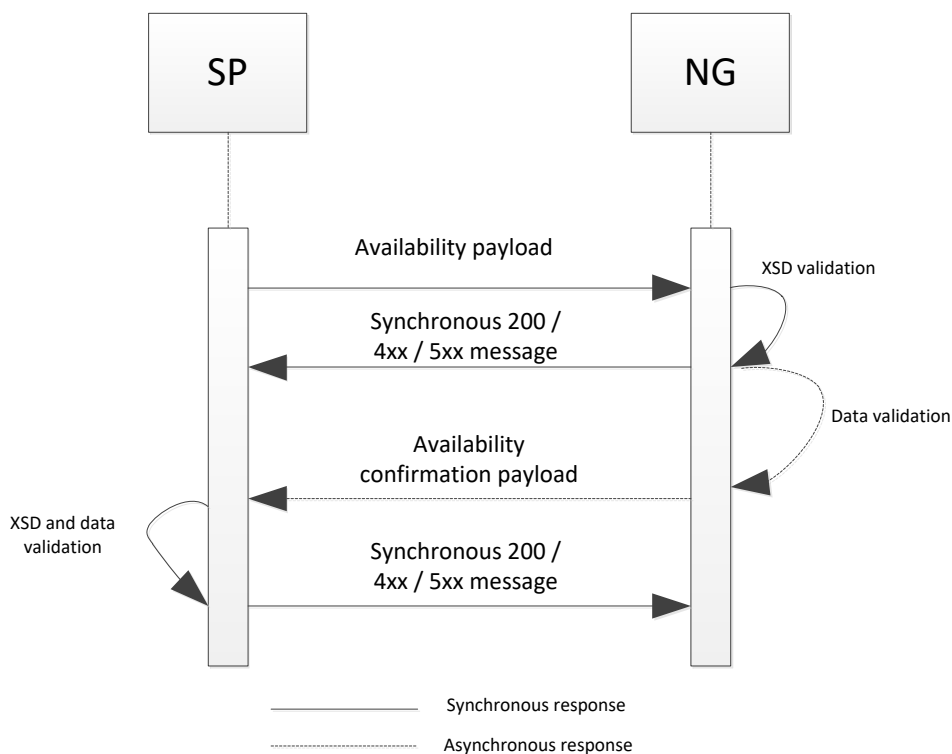 SP
NG
Availability payload
XSD validation
Synchronous 200 /
4xx / 5xx message
Data validation
Availability
confirmation payload
XSD and data
validation
Synchronous 200 /
4xx / 5xx message
Synchronous response
Asynchronous response